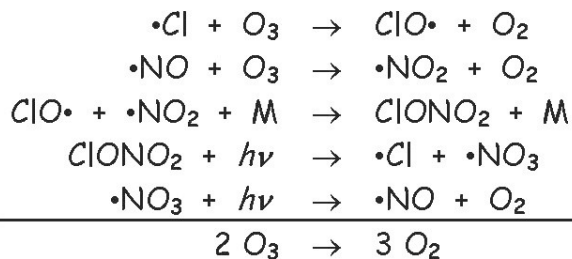 •Cl + O₃ → ClO• + O₂
•NO + O₃ → •NO₂ + O₂
ClO• + •NO₂ + M → ClONO₂ + M
ClONO₂ + hν → •Cl + •NO₃
•NO₃ + hν → •NO + O₂
2 O₃ → 3 O₂